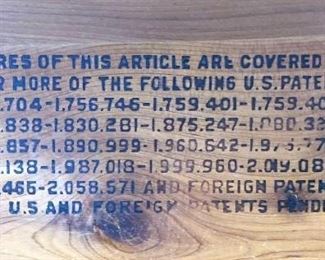 RES OF THIS ARTICLE ARE COVERED
R MORE OF THE FOLLOWING U.S. PATE
.704-1.756.746-1.759.401-1.759.40
.838-1.830.281-1.875.247-
.857-1.890.999-1.960.642-
.138-1.987.018-1.999.960-2.019.08
.466-2.058.571 AND FOREIGN PATEN
U.S AND FOREIGN PATENTS PEND